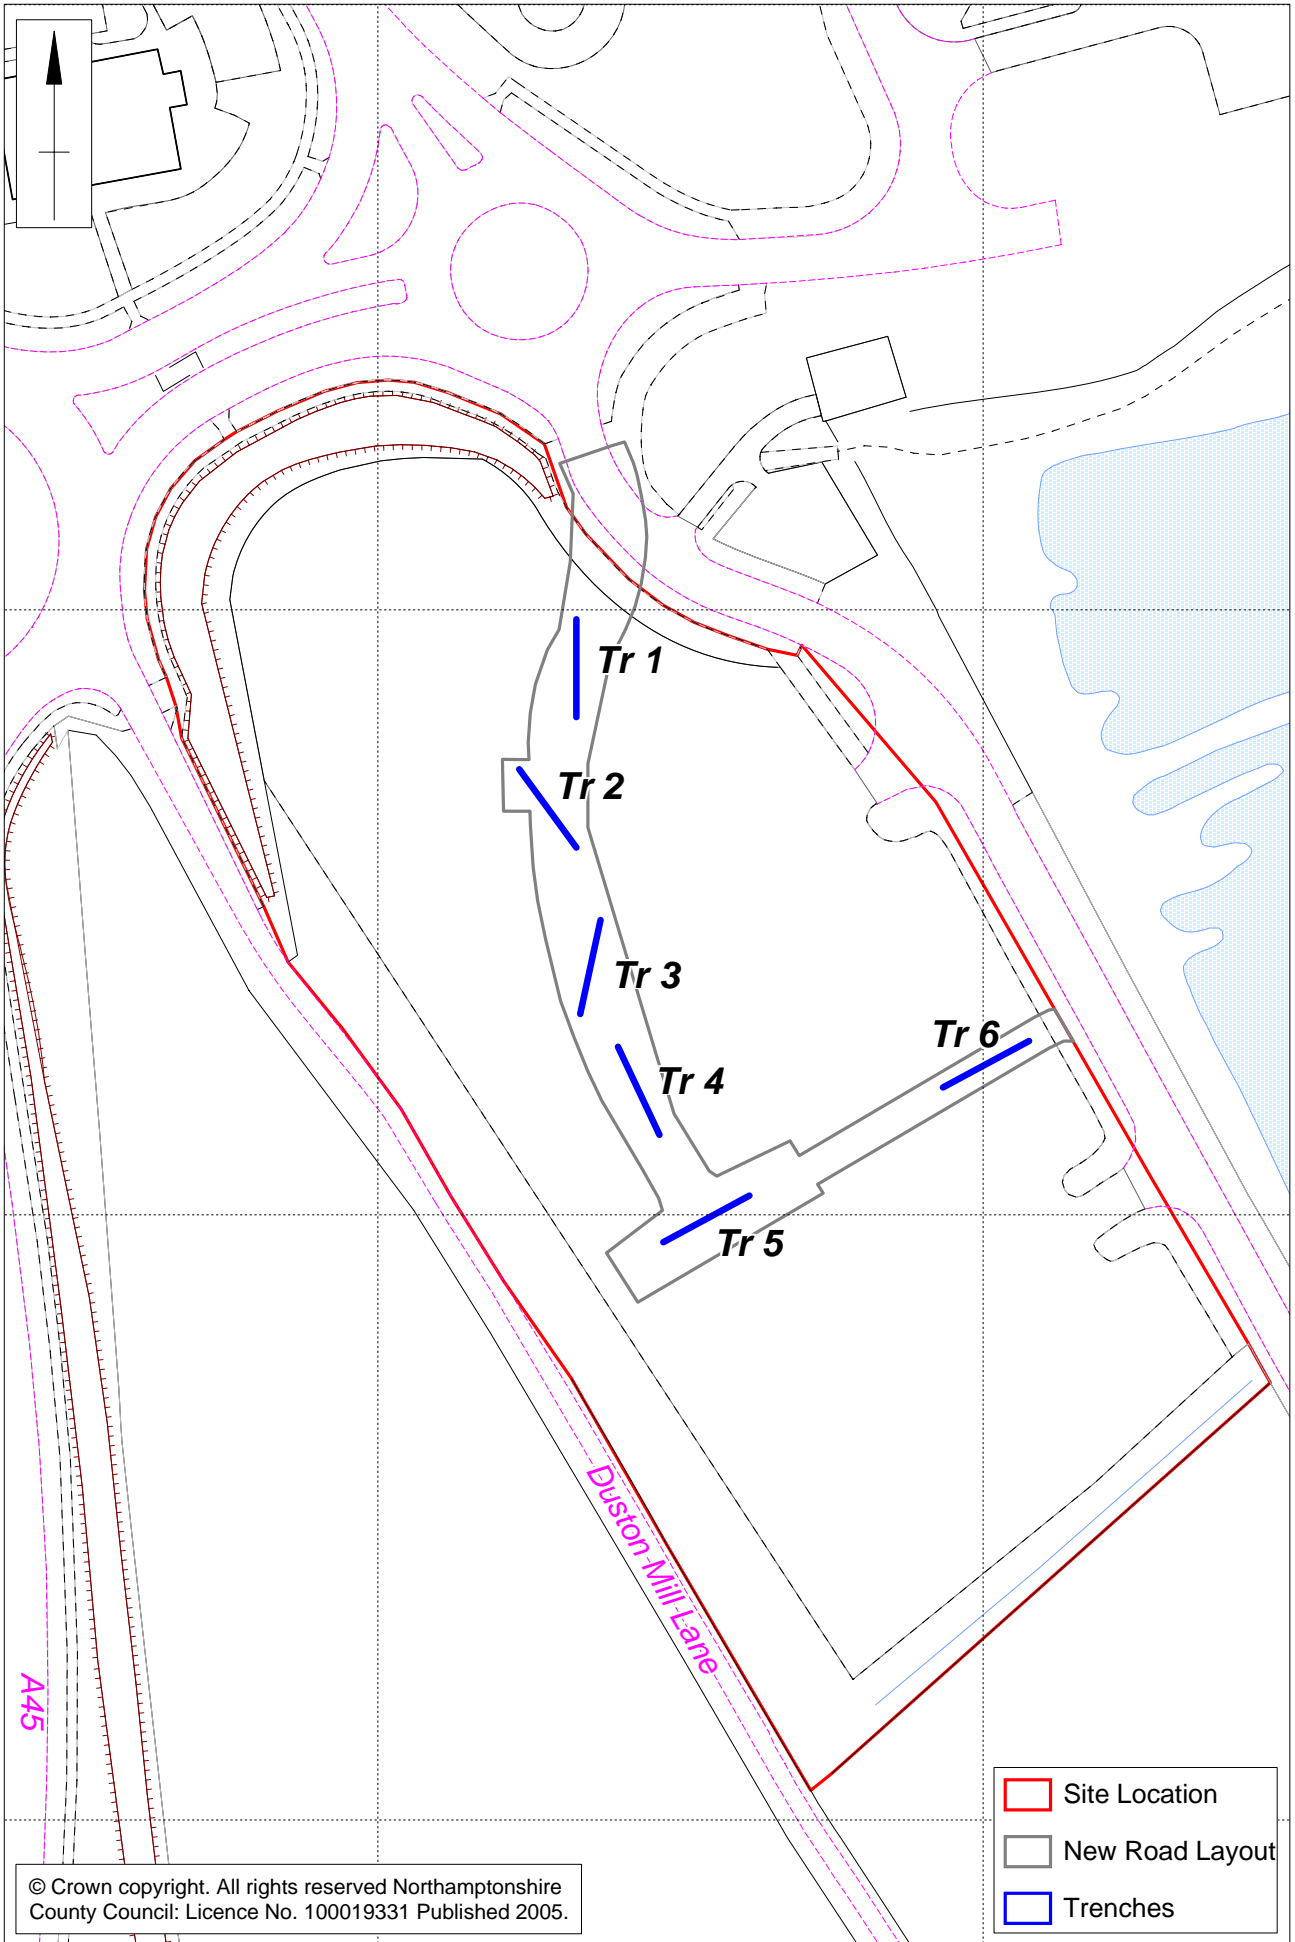 Tr 1
Tr 2
Tr 3
Tr 4
Tr 6
Tr 5
Duston Mill Lane
A45
Site Location
New Road Layout
Trenches
© Crown copyright. All rights reserved Northamptonshire
County Council: Licence No. 100019331 Published 2005.